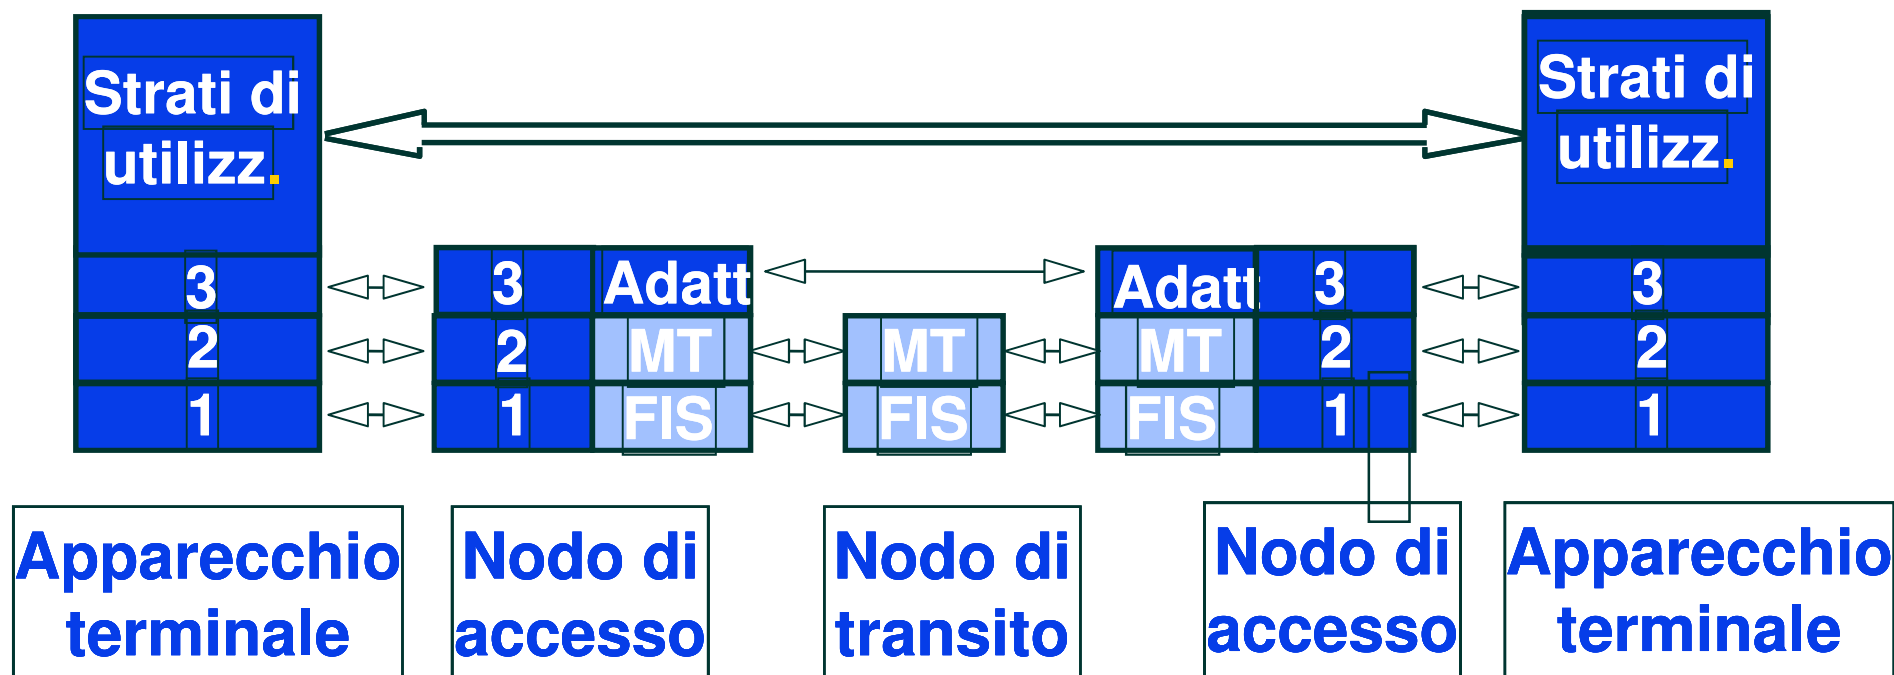 Strati di
utilizz.
Strati di
utilizz.
3
3
Adatt
Adatt
3
3
2
2
MT
MT
MT
2
2
1
1
FIS
FIS
FIS
1
1
Apparecchio
terminale
Nodo di
accesso
Nodo di
transito
Nodo di
accesso
Apparecchio
terminale